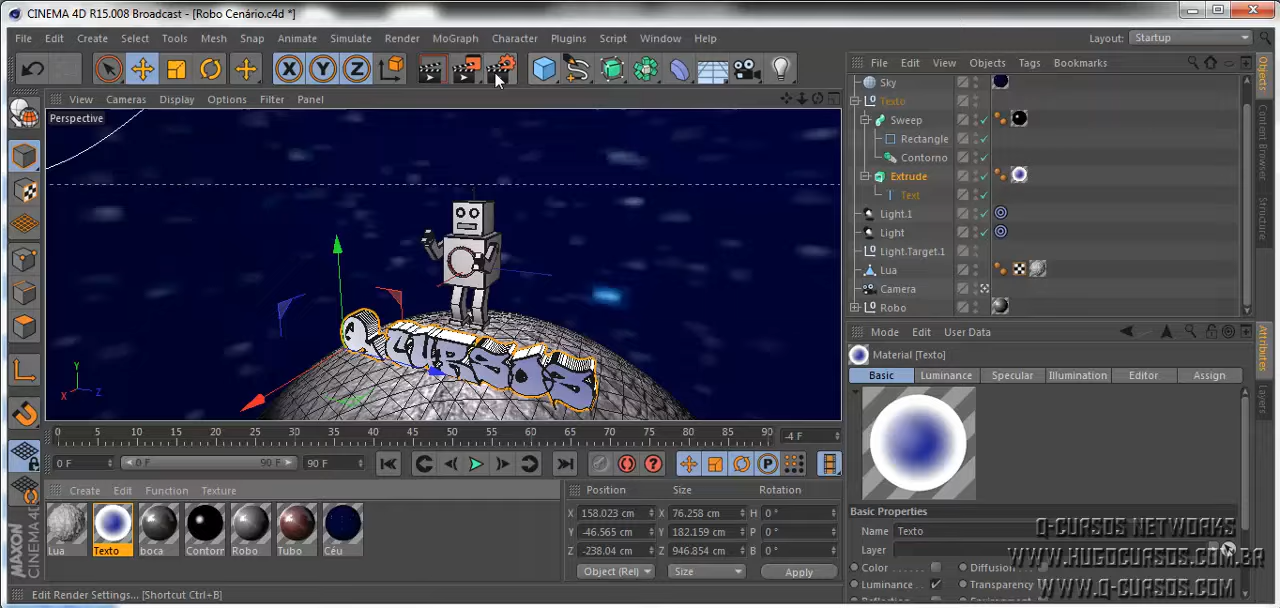 CINEMA 4D R15.008 Broadcast - [Robo Cenário.c4d *]
File Edit Create Select Tools Mesh Snap Animate Simulate Render MoGraph Character Plugins Script Window Help Layout: Startup
X Y Z
File Edit View Objects Tags Bookmarks
View Cameras Display Options Filter Panel
Perspective
Sky
Texto
Sweep
Rectangle
Contorno
Extrude
Text
Light.1
Light
Light.Target.1
Lua
Camera
Robo
Objects
Content Browser
Structure
Q CURSOS
Y
X Z
0 5 10 15 20 25 30 35 40 45 50 55 60 65 70 75 80 85 90 -4 F
0 F 0 F 90 F 90 F
Create Edit Function Texture
Lua Texto boca Contorn Robo Tubo Céu
Position Size Rotation
X 158.023 cm X 76.258 cm H 0 °
Y -46.565 cm Y 182.159 cm P 0 °
Z -238.04 cm Z 946.854 cm B 0 °
Object (Rel) Size Apply
Mode Edit User Data
Material [Texto]
Basic Luminance Specular Illumination Editor Assign
Basic Properties
Name Texto
Layer
Color Diffusion
Luminance Transparency
Attributes
Layers
Q-CURSOS NETWORKS
WWW.HUGOCURSOS.COM.BR
WWW.Q-CURSOS.COM
MAXON
CINEMA 4D
Edit Render Settings... [Shortcut Ctrl+B]